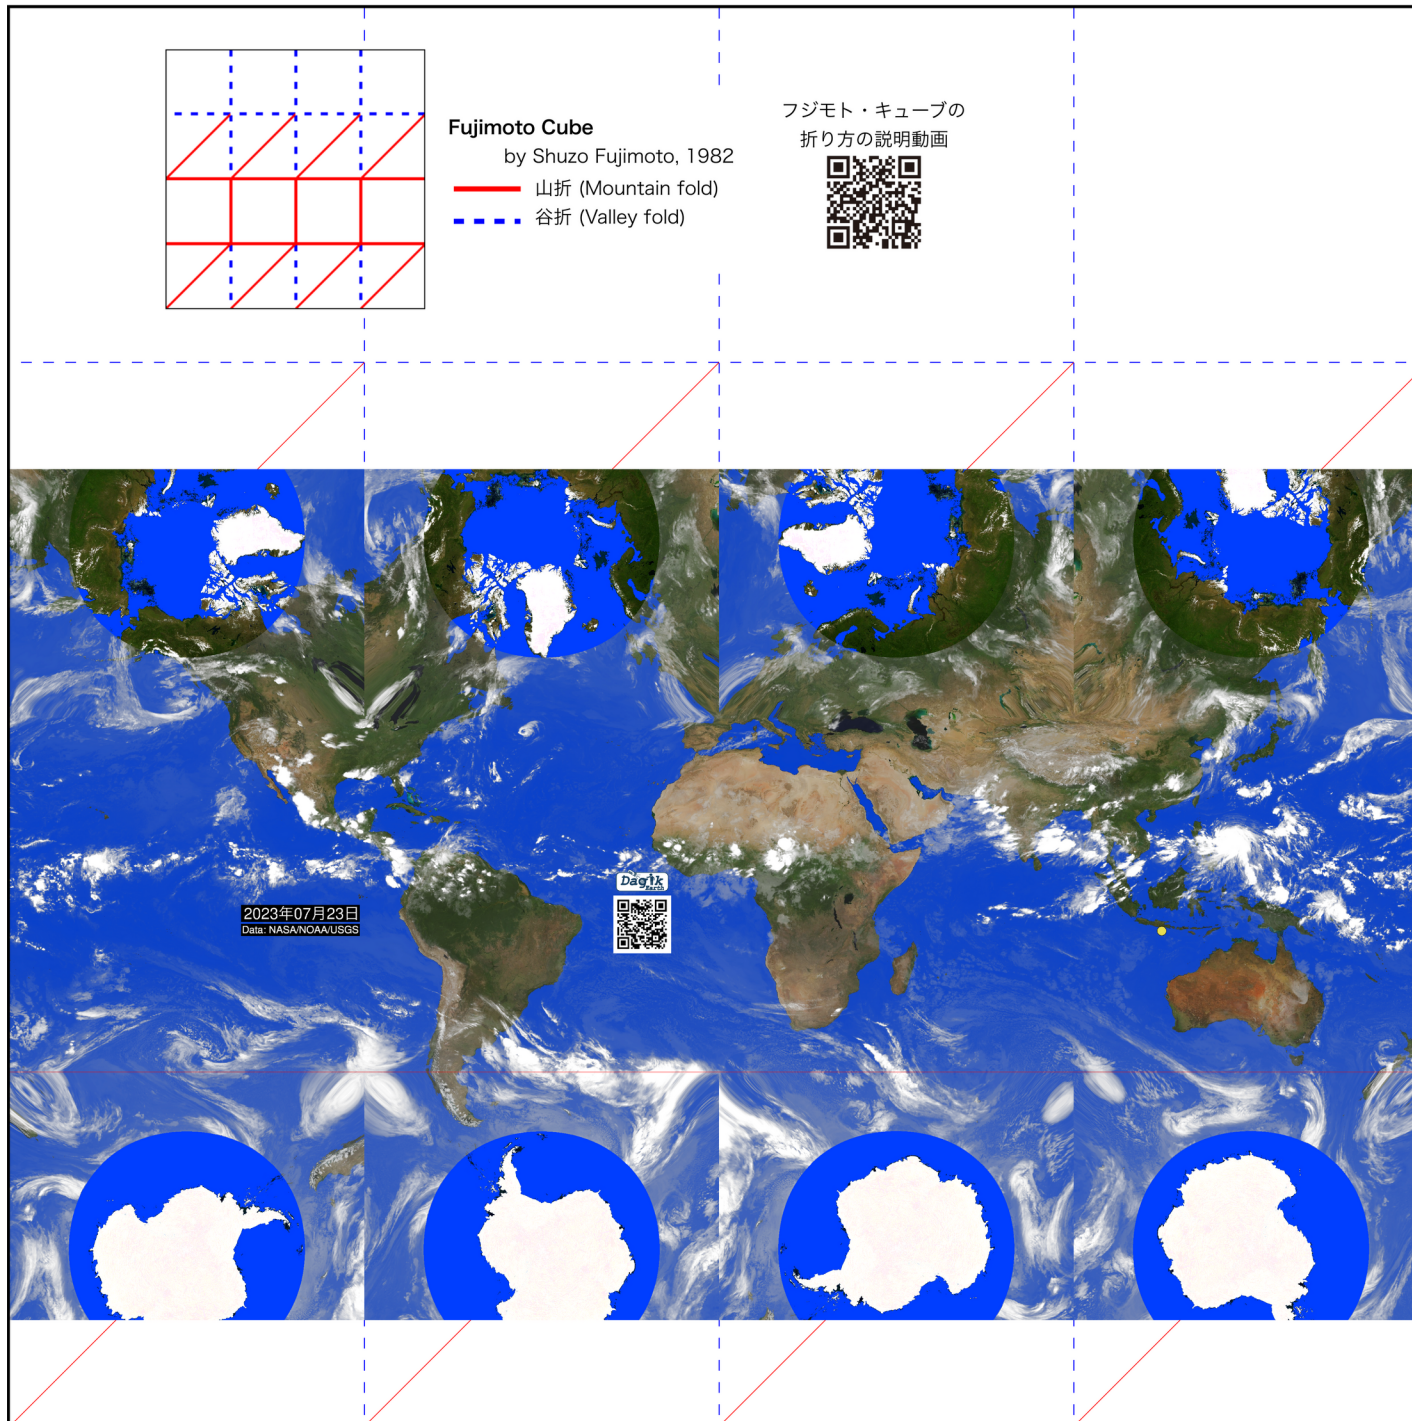 Fujimoto Cube
by Shuzo Fujimoto, 1982
山折 (Mountain fold)
谷折 (Valley fold)
フジモト・キューブの
折り方の説明動画
Dagik
Earth
2023年07月23日
Data: NASA/NOAA/USGS